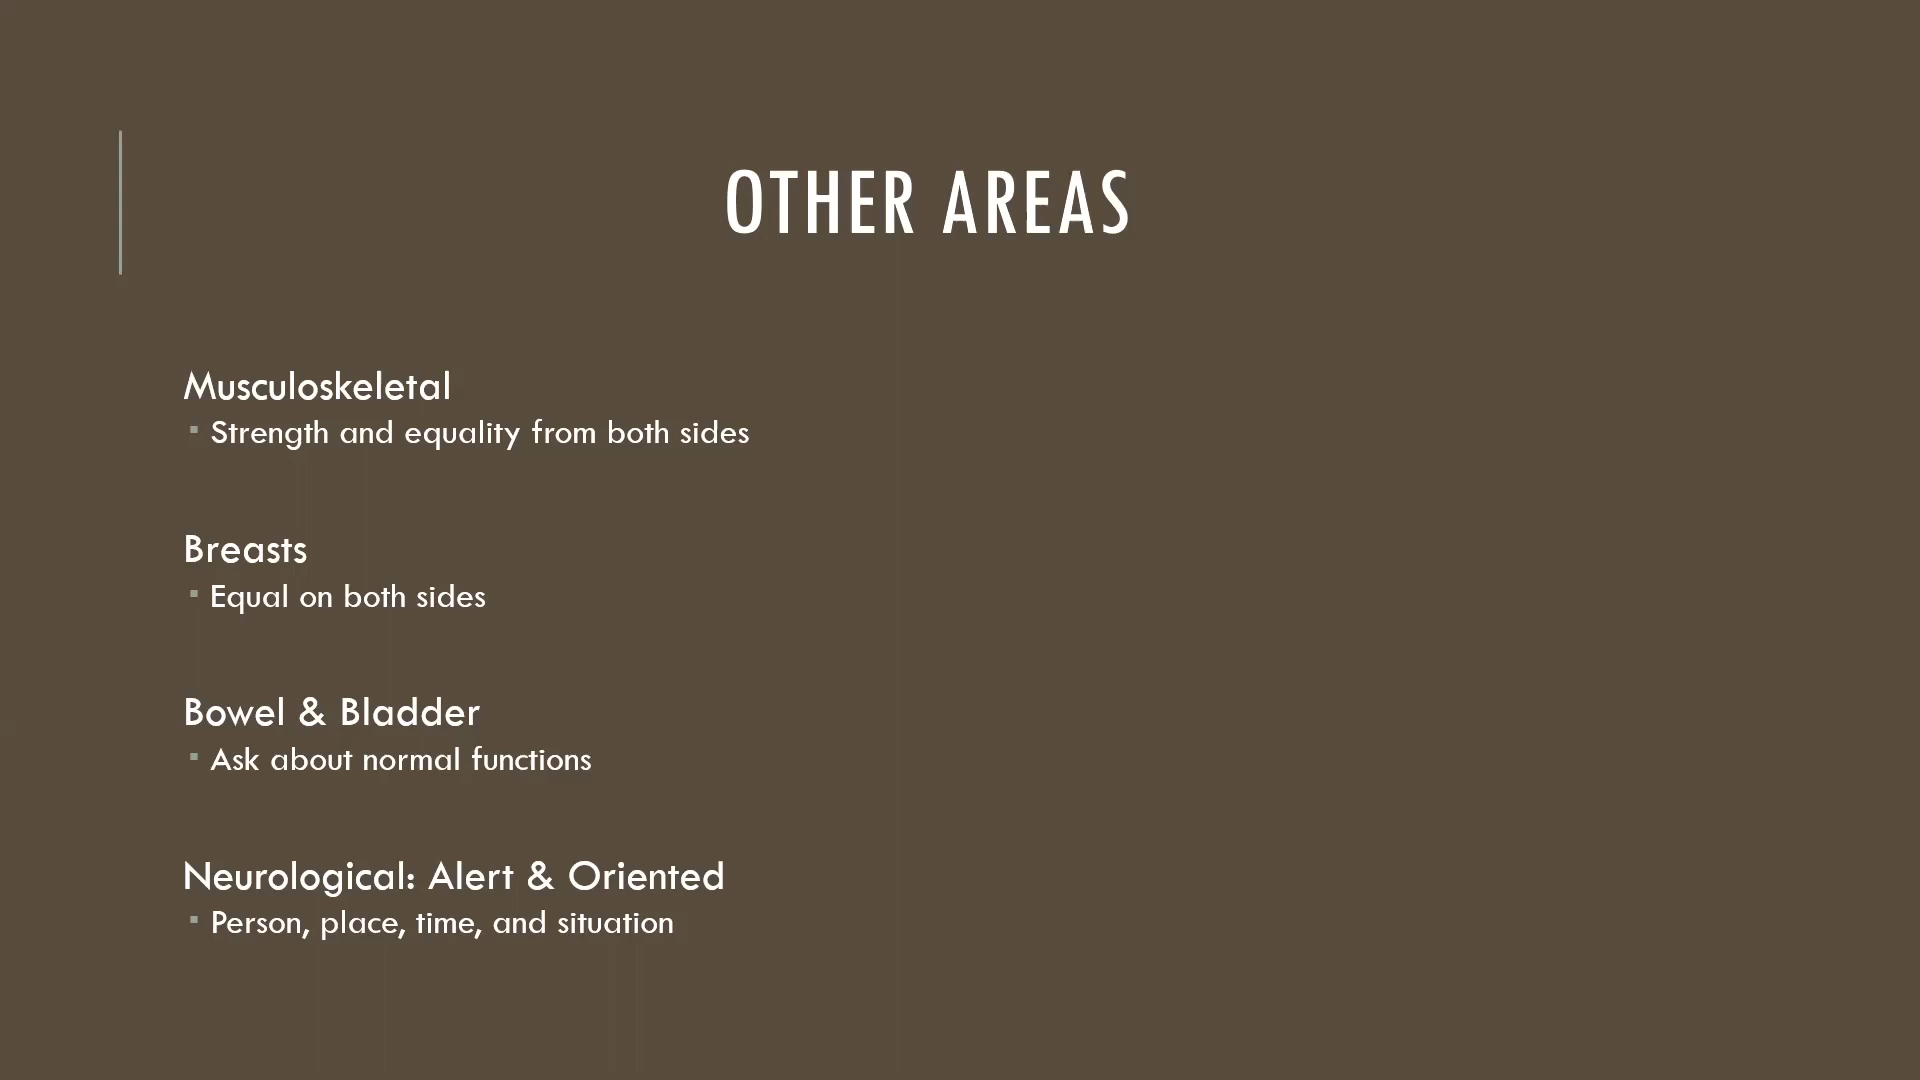 OTHER AREAS
Musculoskeletal
▪ Strength and equality from both sides
Breasts
▪ Equal on both sides
Bowel & Bladder
▪ Ask about normal functions
Neurological: Alert & Oriented
▪ Person, place, time, and situation